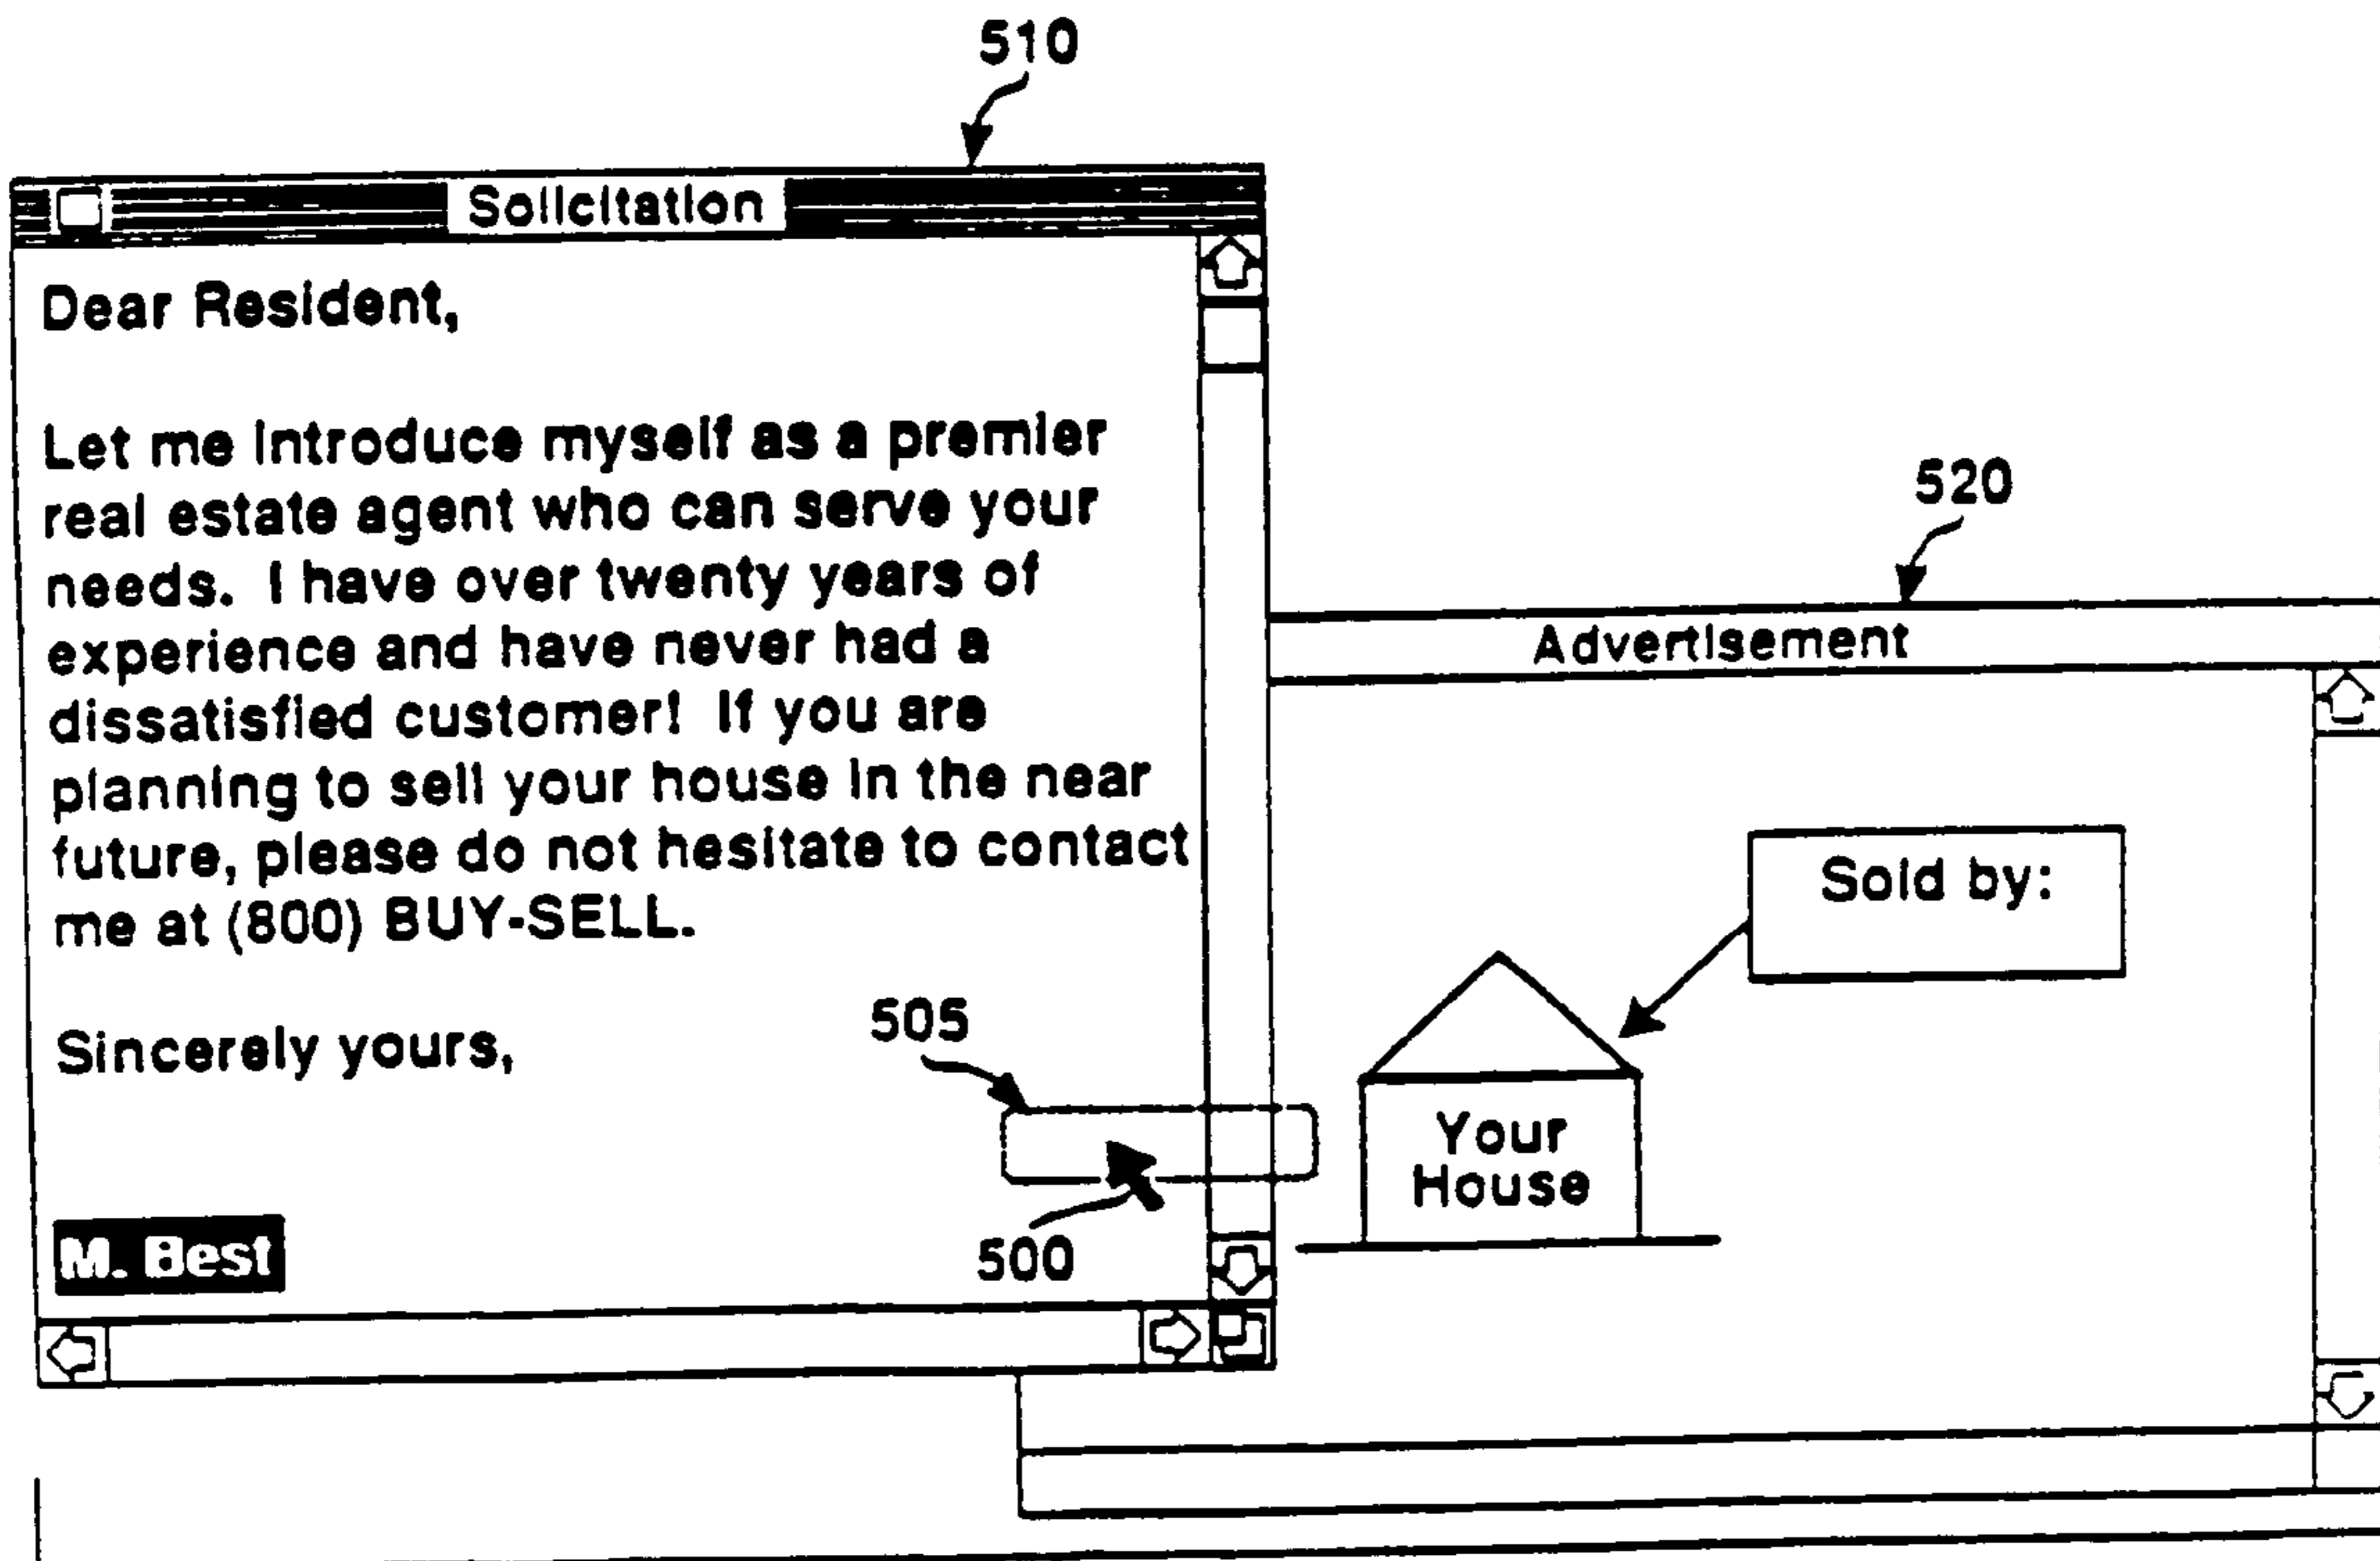 510
Solicitation
Dear Resident,
Let me introduce myself as a premier
real estate agent who can serve your
needs. I have over twenty years of
experience and have never had a
dissatisfied customer! If you are
planning to sell your house in the near
future, please do not hesitate to contact
me at (800) BUY-SELL.
Sincerely yours,
505
500
M. Best
520
Advertisement
Sold by:
Your
House